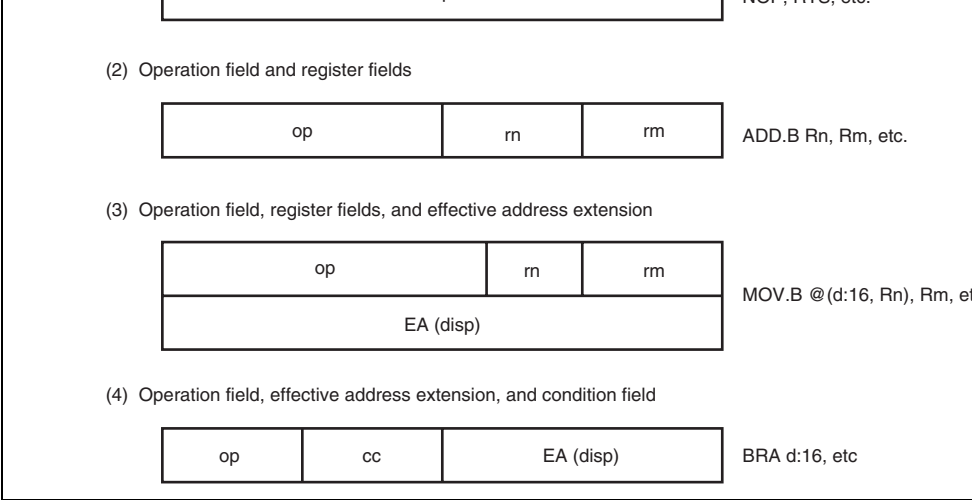 (2) Operation field and register fields
op rn rm ADD.B Rn, Rm, etc.
(3) Operation field, register fields, and effective address extension
op rn rm
EA (disp)
MOV.B @(d:16, Rn), Rm, et
(4) Operation field, effective address extension, and condition field
op cc EA (disp) BRA d:16, etc